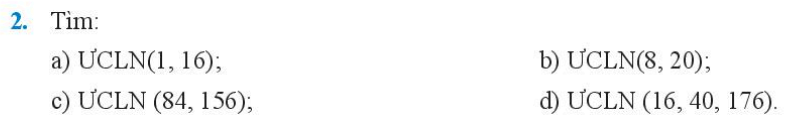 2. Tìm:
a) ƯCLN(1, 16); b) ƯCLN(8, 20);
c) ƯCLN (84, 156); d) ƯCLN (16, 40, 176).